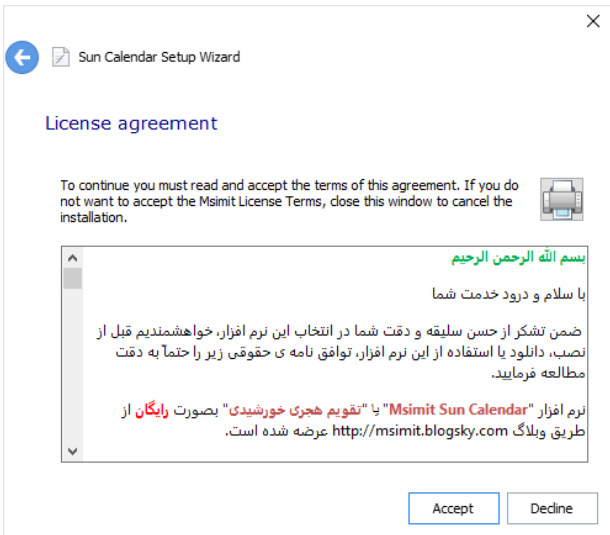 Sun Calendar Setup Wizard
License agreement
To continue you must read and accept the terms of this agreement. If you do
not want to accept the Msimit License Terms, close this window to cancel the
installation.
بسم الله الرحمن الرحیم
با سلام و درود خدمت شما
ضمن تشکر از حسن سلیقه و دقت شما در انتخاب این نرم افزار، خواهشمندیم قبل از
نصب، دانلود یا استفاده از این نرم افزار، توافق نامه ی حقوقی زیر را حتماً به دقت
مطالعه فرمایید.
نرم افزار "Msimit Sun Calendar" یا "تقویم هجری خورشیدی" بصورت رایگان از
طریق وبلاگ http://msimit.blogsky.com عرضه شده است.
Accept
Decline